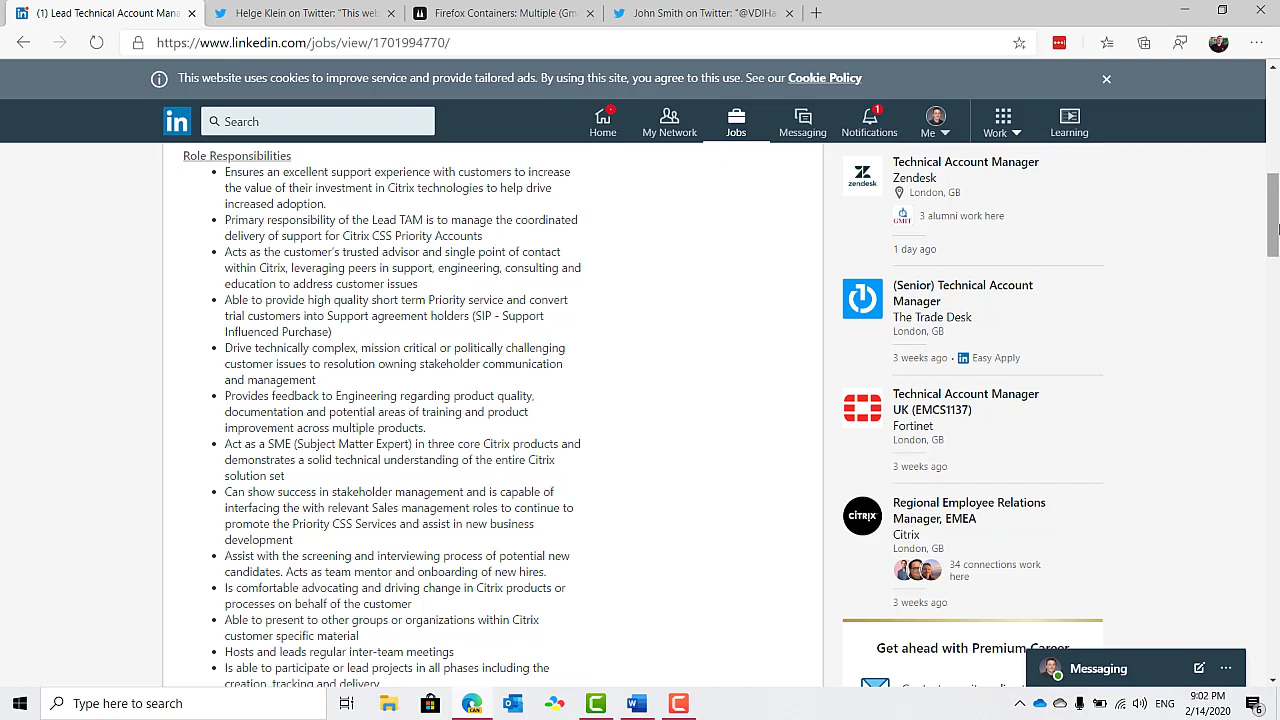 (1) Lead Technical Account Mana
Helge Klein on Twitter: "This web
Firefox Containers: Multiple (Gm
John Smith on Twitter: "@VDIHa
https://www.linkedin.com/jobs/view/1701994770/
This website uses cookies to improve service and provide tailored ads. By using this site, you agree to this use. See our Cookie Policy
in
Search
Home
My Network
Jobs
Messaging
1
Notifications
Me
Work
Learning
Role Responsibilities
Ensures an excellent support experience with customers to increase
the value of their investment in Citrix technologies to help drive
increased adoption.
Primary responsibility of the Lead TAM is to manage the coordinated
delivery of support for Citrix CSS Priority Accounts
Acts as the customer's trusted advisor and single point of contact
within Citrix, leveraging peers in support, engineering, consulting and
education to address customer issues
Able to provide high quality short term Priority service and convert
trial customers into Support agreement holders (SIP - Support
Influenced Purchase)
Drive technically complex, mission critical or politically challenging
customer issues to resolution owning stakeholder communication
and management
Provides feedback to Engineering regarding product quality,
documentation and potential areas of training and product
improvement across multiple products.
Act as a SME (Subject Matter Expert) in three core Citrix products and
demonstrates a solid technical understanding of the entire Citrix
solution set
Can show success in stakeholder management and is capable of
interfacing the with relevant Sales management roles to continue to
promote the Priority CSS Services and assist in new business
development
Assist with the screening and interviewing process of potential new
candidates. Acts as team mentor and onboarding of new hires.
Is comfortable advocating and driving change in Citrix products or
processes on behalf of the customer
Able to present to other groups or organizations within Citrix
customer specific material
Hosts and leads regular inter-team meetings
Is able to participate or lead projects in all phases including the
creation, tracking and delivery
zendesk
Technical Account Manager
Zendesk
London, GB
GMIT
3 alumni work here
1 day ago
(Senior) Technical Account
Manager
The Trade Desk
London, GB
3 weeks ago • in Easy Apply
Technical Account Manager
UK (EMCS1137)
Fortinet
London, GB
3 weeks ago
CITRIX
Regional Employee Relations
Manager, EMEA
Citrix
London, GB
34 connections work
here
3 weeks ago
Get ahead with Premium Career
Messaging
Type here to search
CAN
ENG
9:02 PM
2/14/2020
6